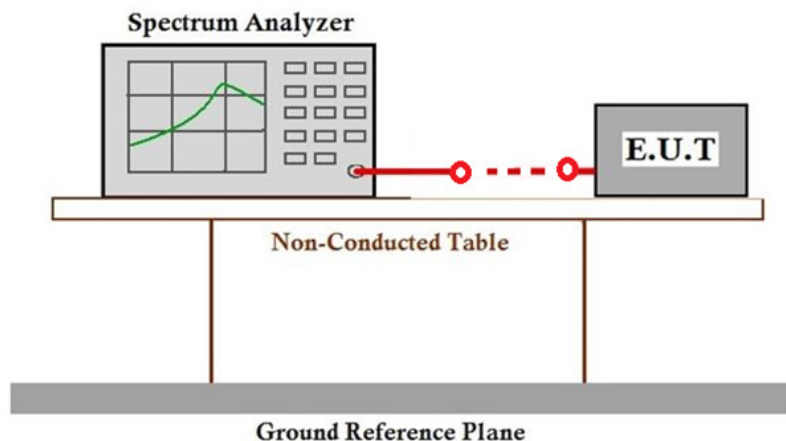 Spectrum Analyzer
E.U.T
Non-Conducted Table
Ground Reference Plane